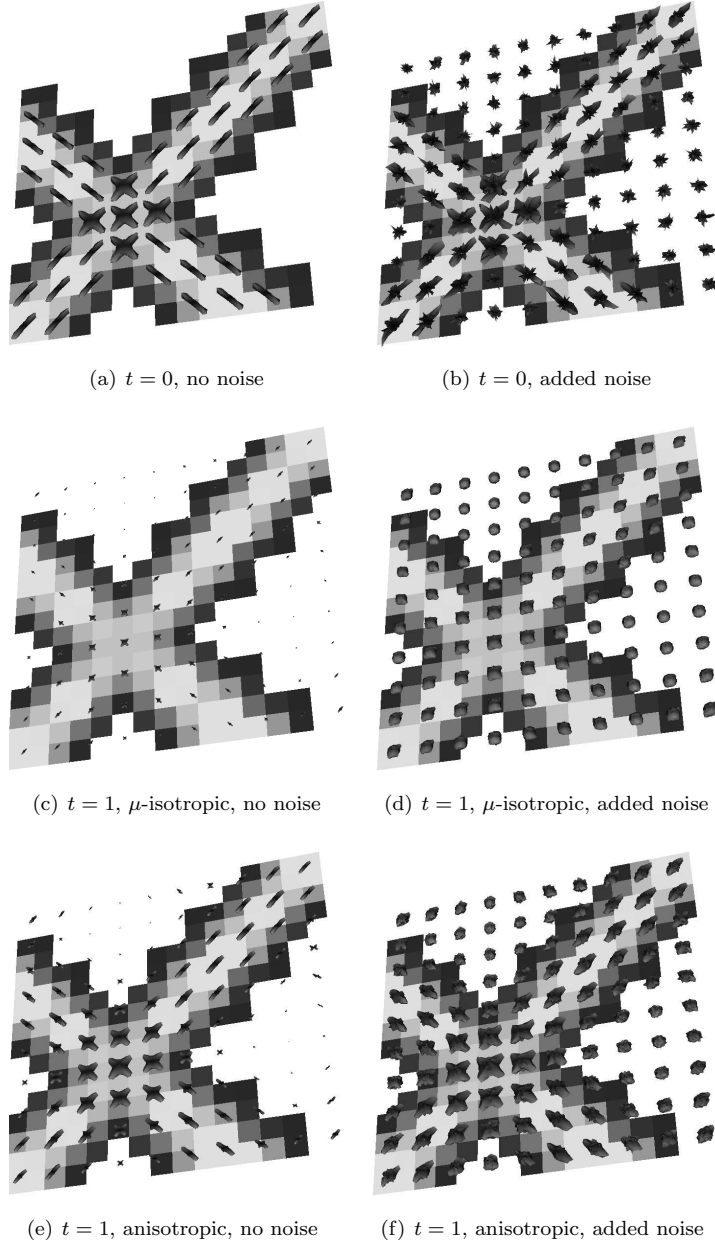 (a) t = 0, no noise
(b) t = 0, added noise
(c) t = 1, μ-isotropic, no noise
(d) t = 1, μ-isotropic, added noise
(e) t = 1, anisotropic, no noise
(f) t = 1, anisotropic, added noise